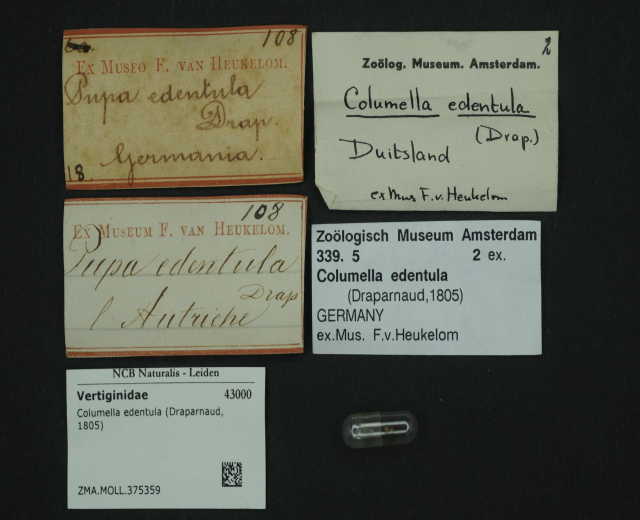 108
Ex Museo F. van Heukelom.
Pupa edentula
Drap.
Germania.
18.
2
Zoölog. Museum. Amsterdam.
Columella edentula
(Drap.)
Duitsland
ex Mus F.v. Heukelom
108
Ex Museum F. van Heukelom.
Pupa edentula
Drap
l'Autriche
Zoölogisch Museum Amsterdam
339. 5 2 ex.
Columella edentula
(Draparnaud,1805)
GERMANY
ex.Mus. F.v.Heukelom
NCB Naturalis - Leiden
Vertiginidae 43000
Columella edentula (Draparnaud,
1805)
ZMA.MOLL.375359